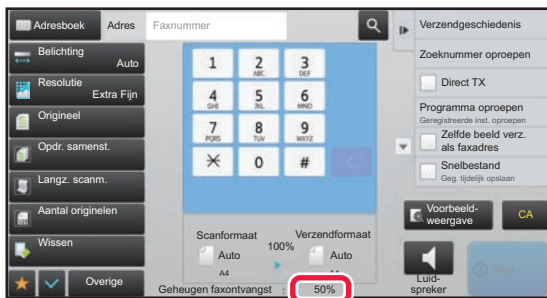 Adresboek
Adres
Faxnummer
Belichting
Auto
Resolutie
Extra Fijn
Origineel
Opdr. samenst.
Langz. scanm.
Aantal originelen
Wissen
Overige
1
2
ABC
3
DEF
4
GHI
5
JKL
6
MNO
7
PQRS
8
TUV
9
WXYZ
0
#
C
Scanformaat
Auto
A4
100%
Verzendformaat
Auto
A4
Geheugen faxontvangst : 50%
Verzendgeschiedenis
Zoeknummer oproepen
Direct TX
Programma oproepen
Geregistreerde inst. oproepen
Zelfde beeld verz.
als faxadres
Snelbestand
Geg. tijdelijk opslaan
Voorbeeld-
weergave
CA
Luid-
spreker
Start